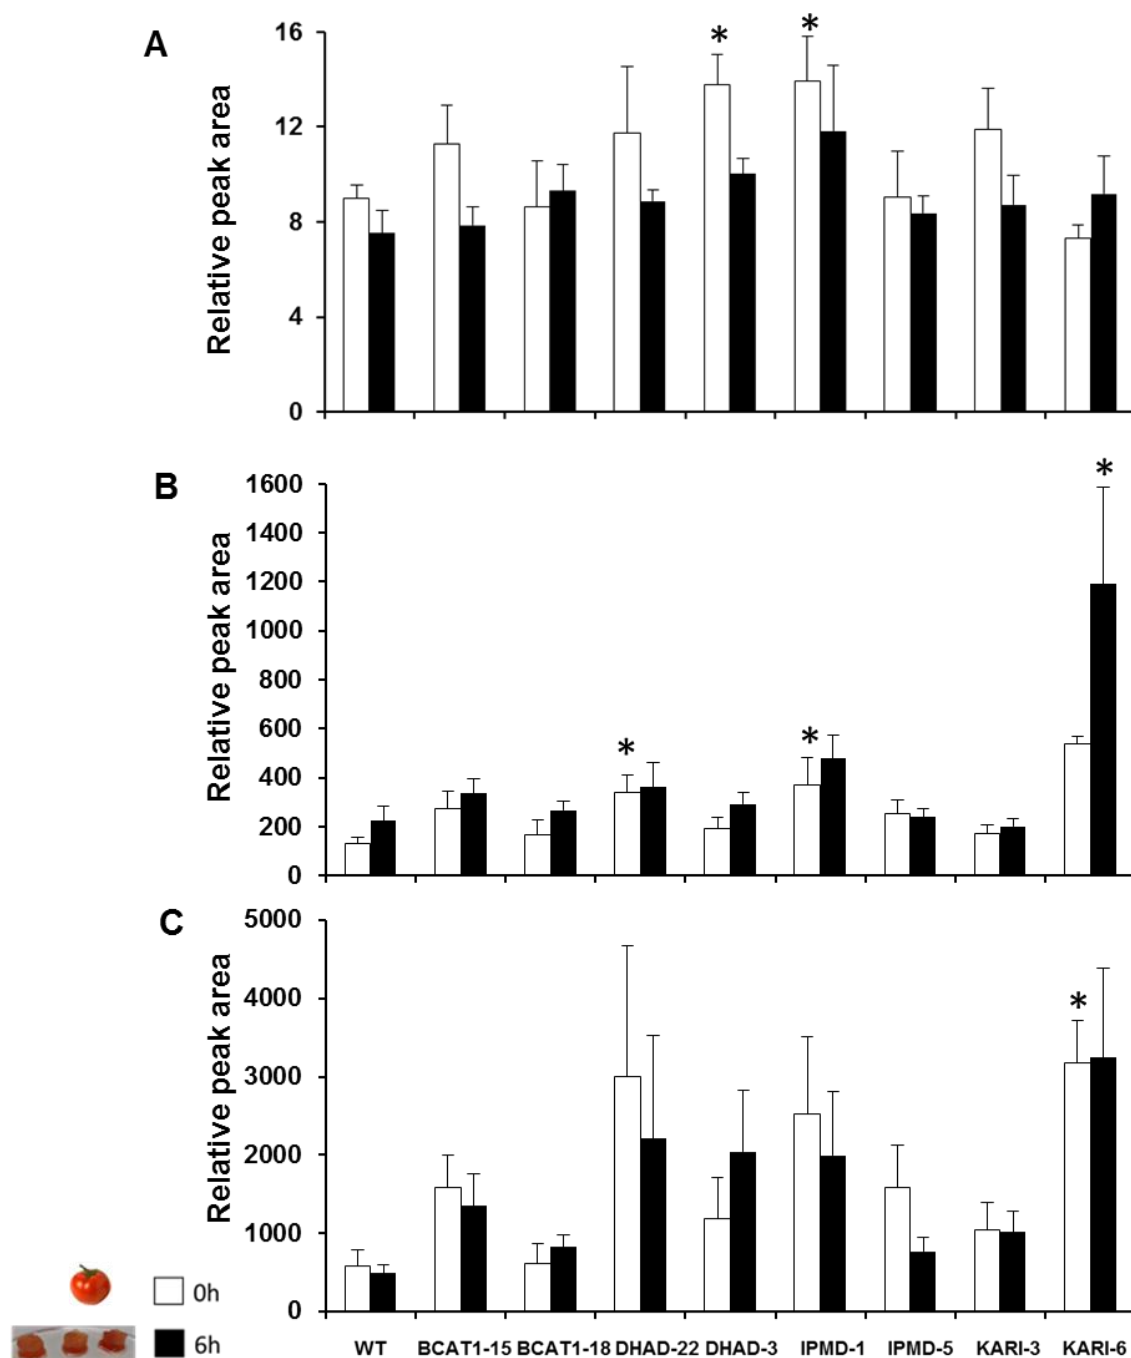 A
Relative peak area
16
12
8
4
0
*
*
B
Relative peak area
1600
1400
1200
1000
800
600
400
200
0
*
*
*
C
Relative peak area
5000
4000
3000
2000
1000
0
*
0h
6h
WT BCAT1-15 BCAT1-18 DHAD-22 DHAD-3 IPMD-1 IPMD-5 KARI-3 KARI-6